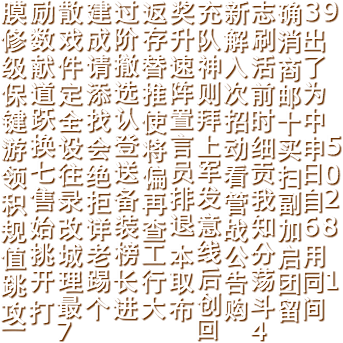 膜励散建过返奖充新志确39
修数戏成阶存升队解刷消出
级献件请撤替速神入活商了
保道定添选推阵则次前邮为
键跃全找认使置拜招时十中
游换设会登将言上动细买申5
领七往绝送偏员军看贡扫日0
积售录拒备再排发营我副自2
规始改详装查退意战知加68
值挑城老榜工本线公分启用
跳开理踢长行取后告荡团同1
攻打最个进大布创购斗留间
一7回4